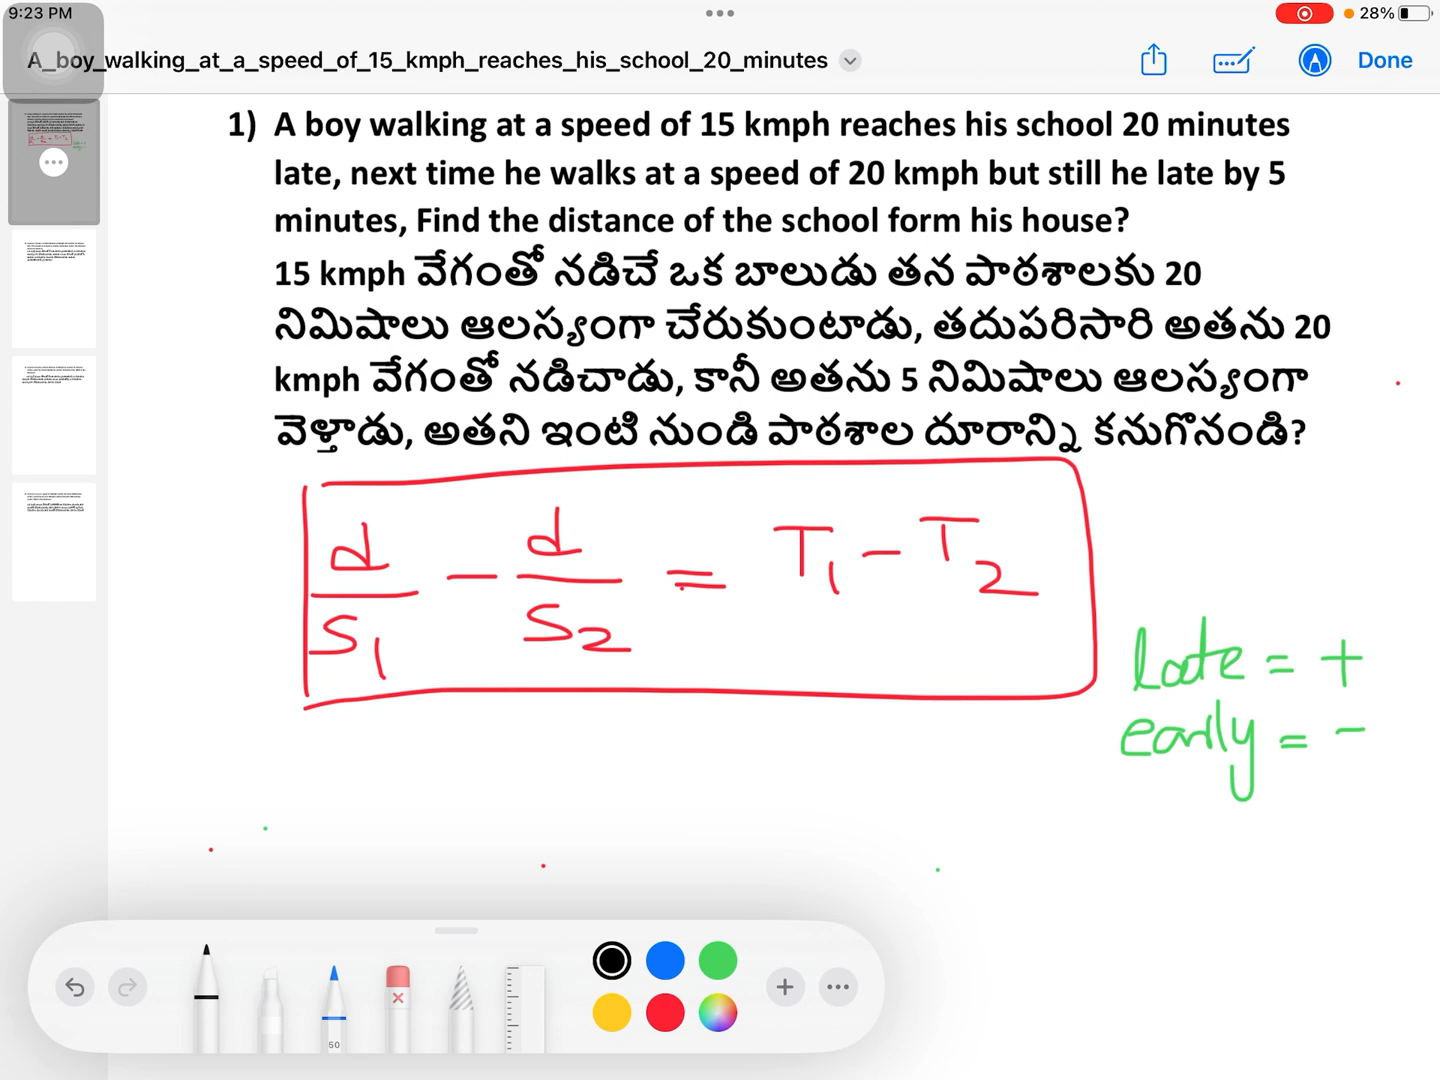 9:23 PM
28%
A_boy_walking_at_a_speed_of_15_kmph_reaches_his_school_20_minutes
Done
1) A boy walking at a speed of 15 kmph reaches his school 20 minutes
late, next time he walks at a speed of 20 kmph but still he late by 5
minutes, Find the distance of the school form his house?
15 kmph వేగంతో నడిచే ఒక బాలుడు తన పాఠశాలకు 20
నిమిషాలు ఆలస్యంగా చేరుకుంటాడు, తదుపరిసారి అతను 20
kmph వేగంతో నడిచాడు, కానీ అతను 5 నిమిషాలు ఆలస్యంగా
వెళ్తాడు, అతని ఇంటి నుండి పాఠశాల దూరాన్ని కనుగొనండి?
d/S1 - d/S2 = T1 - T2
late = +
early = -
50